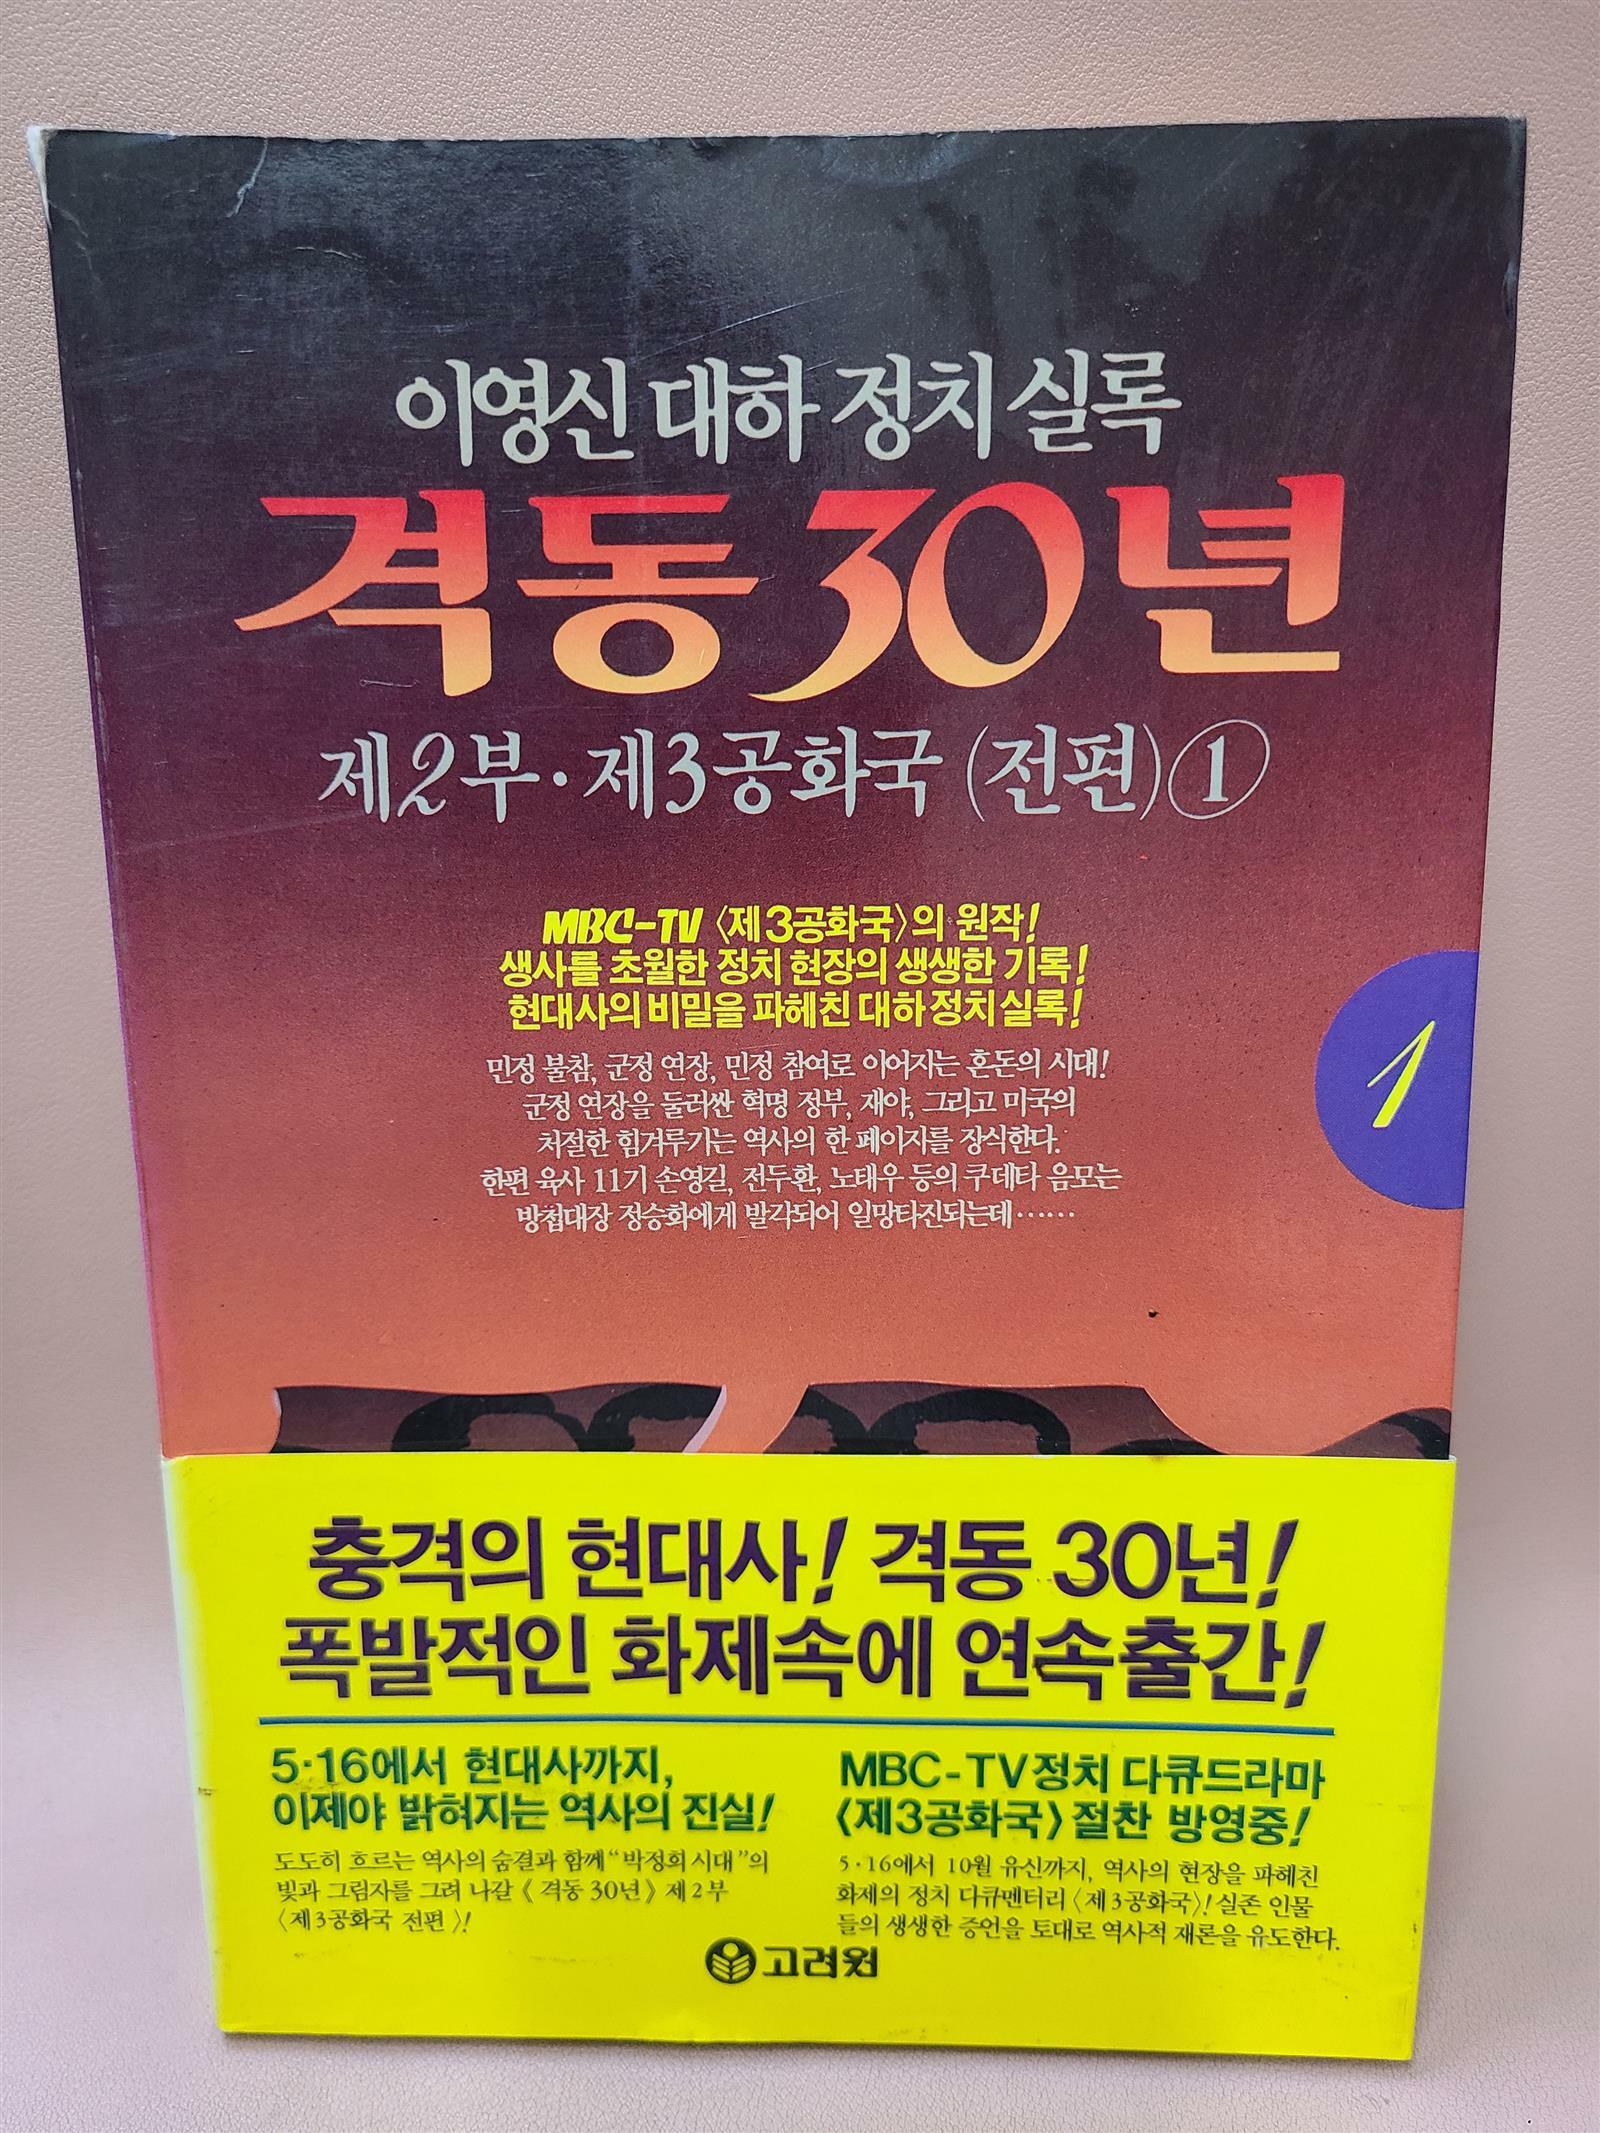 이영신 대하 정치 실록
격동 30년
제2부·제3공화국 (전편) ①
MBC-TV 〈제3공화국〉의 원작!
생사를 초월한 정치 현장의 생생한 기록!
현대사의 비밀을 파헤친 대하 정치 실록!
1
민정 불참, 군정 연장, 민정 참여로 이어지는 혼돈의 시대!
군정 연장을 둘러싼 혁명 정부, 재야, 그리고 미국의
처절한 힘겨루기는 역사의 한 페이지를 장식한다.
한편 육사 11기 손영길, 전두환, 노태우 등의 쿠데타 음모는
방첩대장 정승화에게 발각되어 일망타진되는데……
충격의 현대사! 격동 30년!
폭발적인 화제속에 연속출간!
5·16에서 현대사까지,
이제야 밝혀지는 역사의 진실!
도도히 흐르는 역사의 숨결과 함께 “박정희 시대”의
빛과 그림자를 그려 나갈 《격동 30년》 제2부
〈제3공화국 전편〉!
MBC-TV정치 다큐드라마
〈제3공화국〉 절찬 방영중!
5·16에서 10월 유신까지, 역사의 현장을 파헤친
화제의 정치 다큐멘터리 〈제3공화국〉! 실존 인물
들의 생생한 증언을 토대로 역사적 재론을 유도한다.
고려원